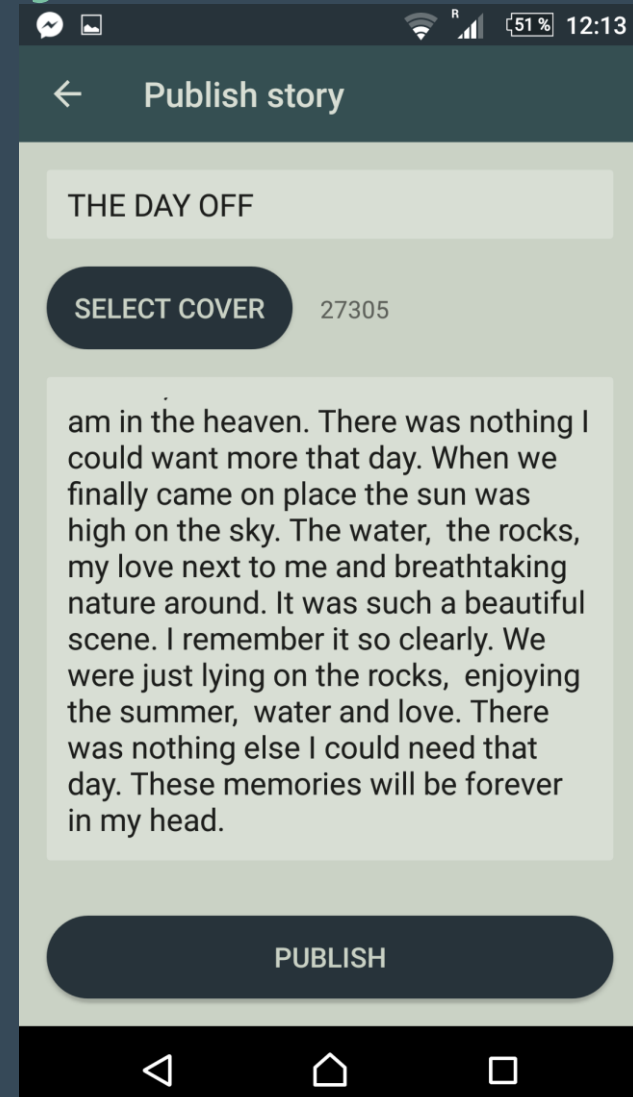 R 51% 12:13
Publish story
THE DAY OFF
SELECT COVER 27305
am in the heaven. There was nothing I
could want more that day. When we
finally came on place the sun was
high on the sky. The water,  the rocks,
my love next to me and breathtaking
nature around. It was such a beautiful
scene. I remember it so clearly. We
were just lying on the rocks,  enjoying
the summer,  water and love. There
was nothing else I could need that
day. These memories will be forever
in my head.
PUBLISH